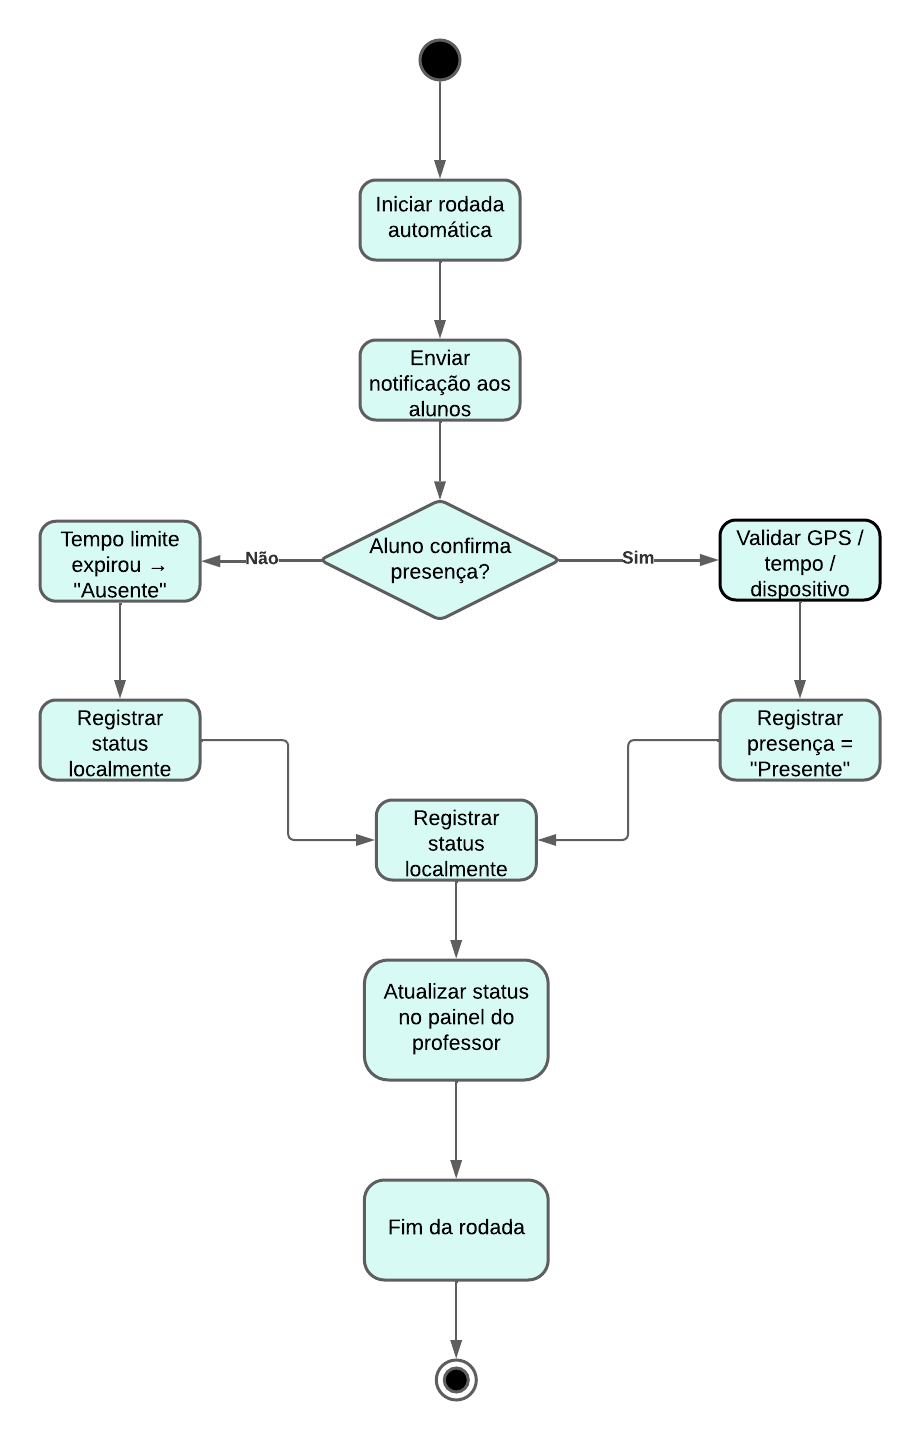 Iniciar rodada
automática
Enviar
notificação aos
alunos
Aluno confirma
presença?
Não
Sim
Tempo limite
expirou →
"Ausente"
Validar GPS /
tempo /
dispositivo
Registrar
status
localmente
Registrar
presença =
"Presente"
Registrar
status
localmente
Atualizar status
no painel do
professor
Fim da rodada